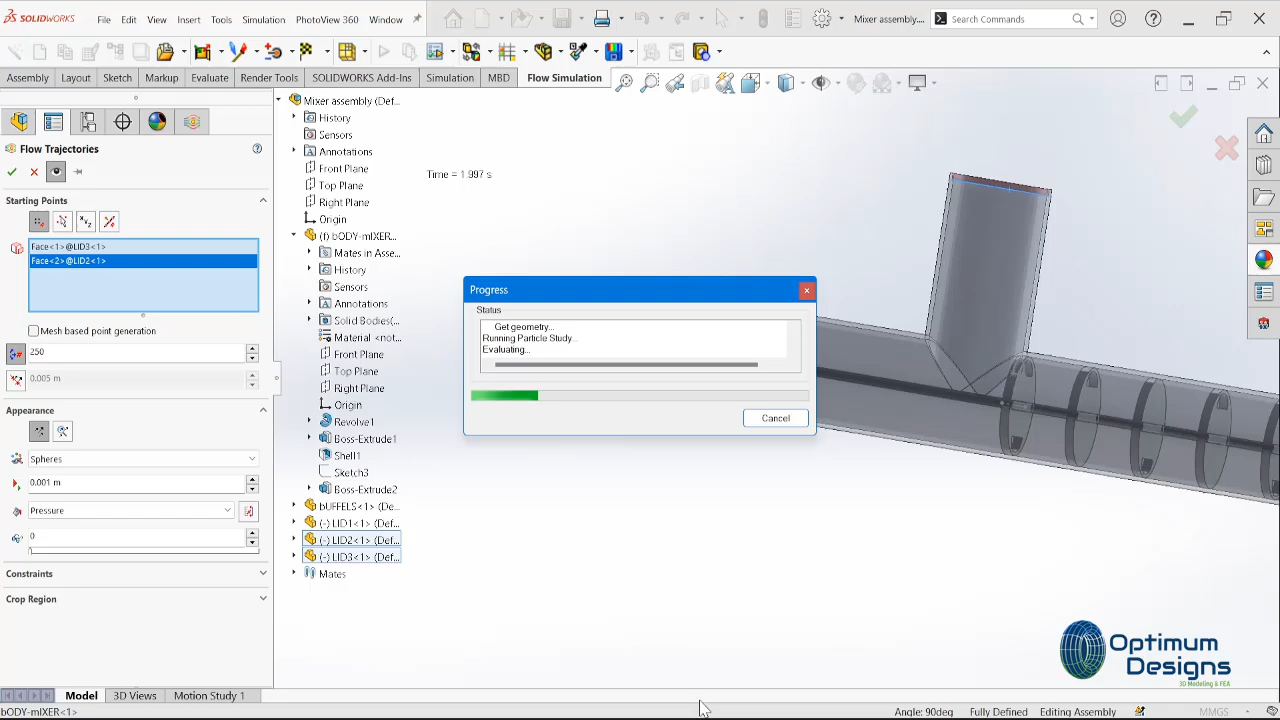 SOLIDWORKS
File
Edit
View
Insert
Tools
Simulation
PhotoView 360
Window
Mixer assembly....
Search Commands
Assembly
Layout
Sketch
Markup
Evaluate
Render Tools
SOLIDWORKS Add-Ins
Simulation
MBD
Flow Simulation
Flow Trajectories
Starting Points
Face<1>@LID3<1>
Face<2>@LID2<1>
Mesh based point generation
250
0.005 m
Appearance
Spheres
0.001 m
Pressure
0
Constraints
Crop Region
Mixer assembly (Def...
History
Sensors
Annotations
Front Plane
Top Plane
Right Plane
Origin
(f) bODY-mIXER...
Mates in Asse...
History
Sensors
Annotations
Solid Bodies(...
Material <not...
Front Plane
Top Plane
Right Plane
Origin
Revolve1
Boss-Extrude1
Shell1
Sketch3
Boss-Extrude2
bUFFELS<1> (De...
(-) LID1<1> (Def...
(-) LID2<1> (Def...
(-) LID3<1> (Def...
Mates
Time = 1.997 s
Progress
Status
Get geometry...
Running Particle Study...
Evaluating...
Cancel
Optimum
Designs
3D Modeling & FEA
Model
3D Views
Motion Study 1
bODY-mIXER<1>
Angle: 90deg
Fully Defined
Editing Assembly
MMGS